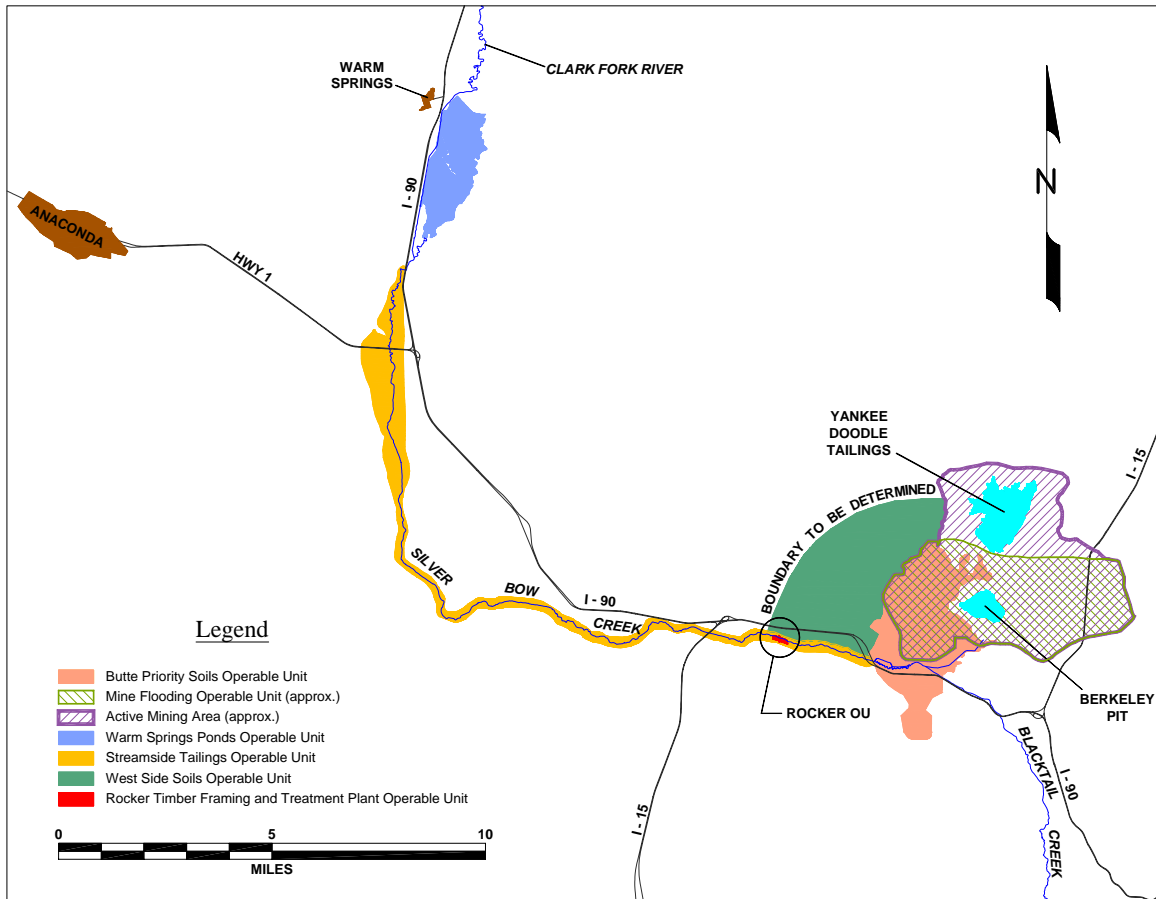 WARM
SPRINGS
CLARK FORK RIVER
I - 90
ANACONDA
HWY 1
N
YANKEE
DOODLE
TAILINGS
I - 15
BOUNDARY TO BE DETERMINED
SILVER
BOW
CREEK
I - 90
ROCKER OU
BERKELEY
PIT
BLACKTAIL
CREEK
I - 90
I - 15
Legend
Butte Priority Soils Operable Unit
Mine Flooding Operable Unit (approx.)
Active Mining Area (approx.)
Warm Springs Ponds Operable Unit
Streamside Tailings Operable Unit
West Side Soils Operable Unit
Rocker Timber Framing and Treatment Plant Operable Unit
0 5 10
MILES